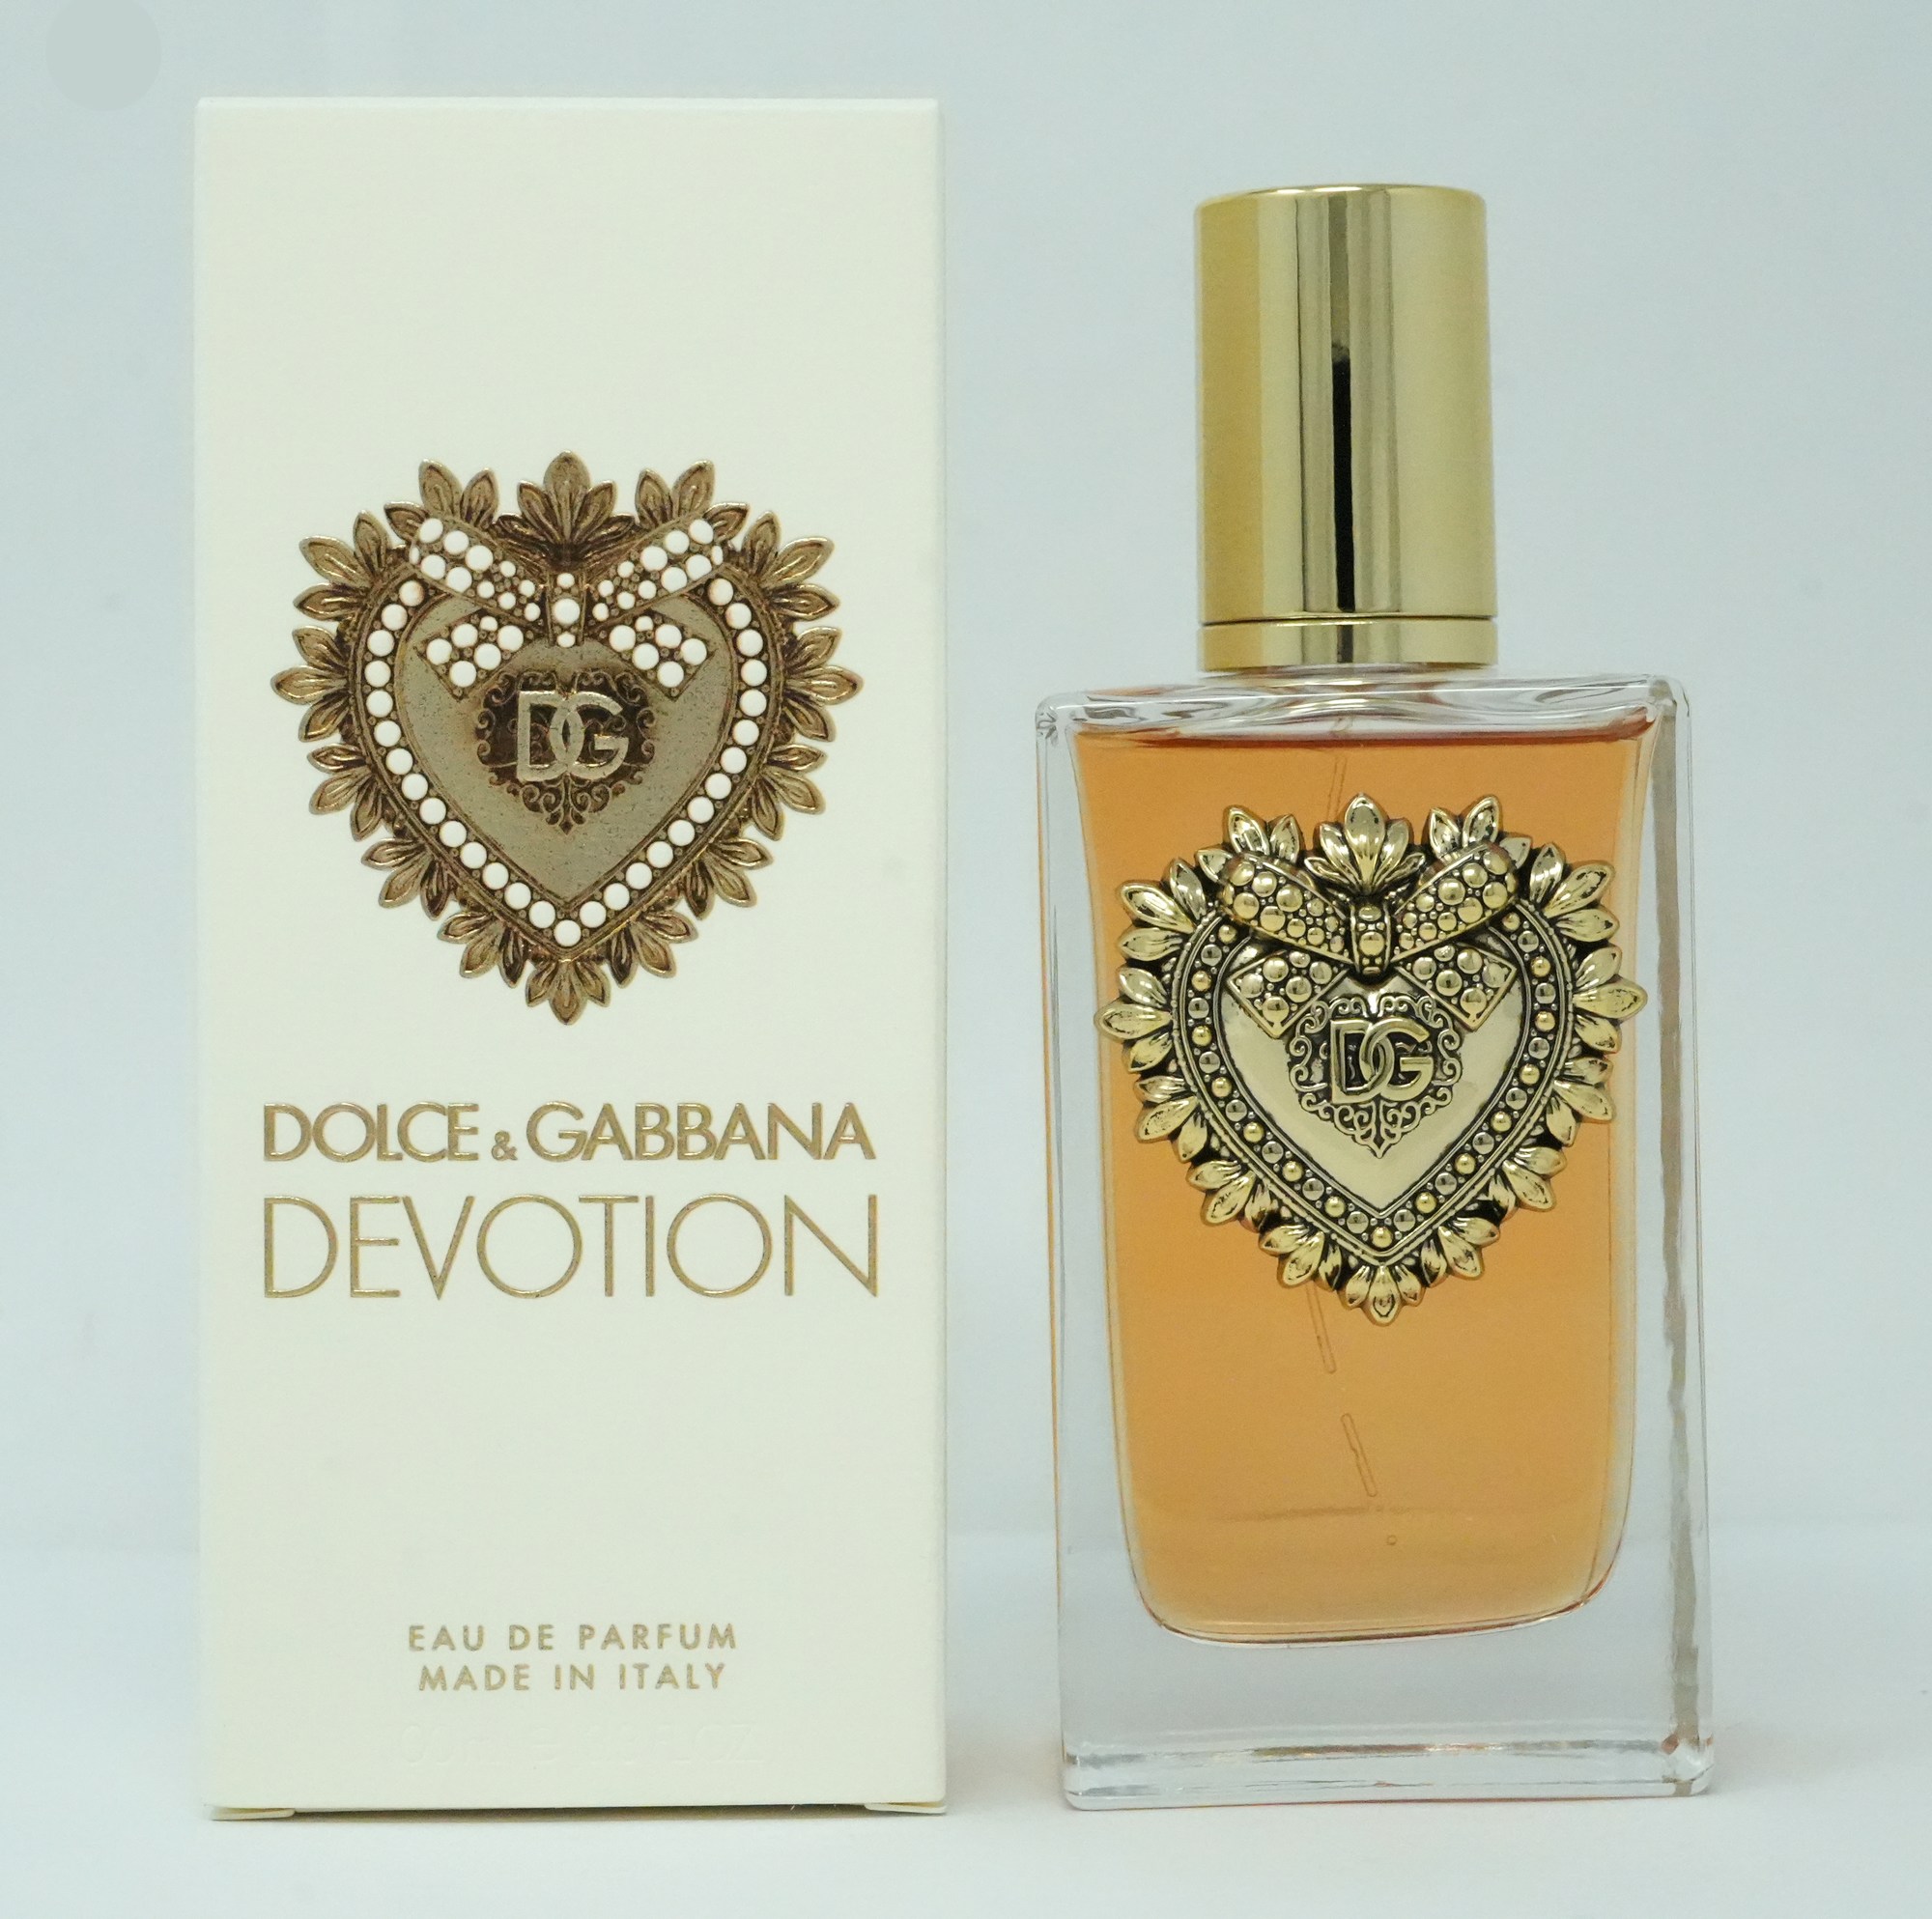 DG
DOLCE & GABBANA
DEVOTION
EAU DE PARFUM
MADE IN ITALY
DG